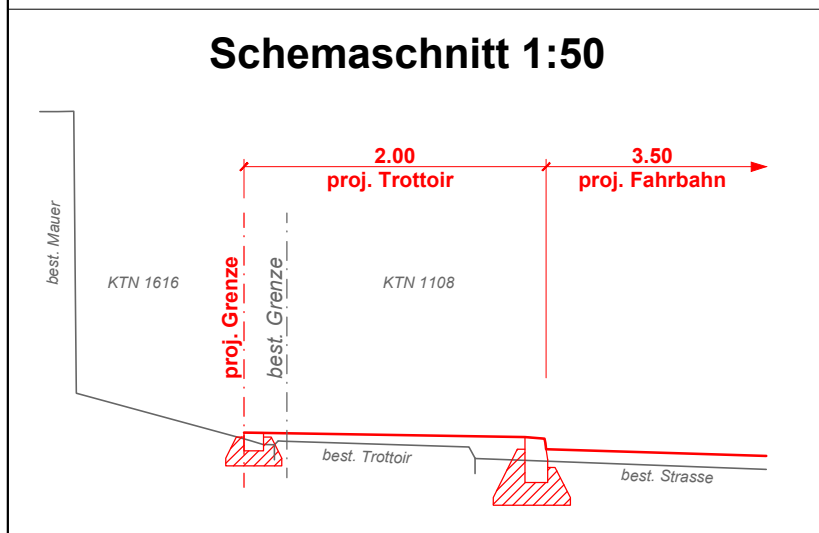 Schemaschnitt 1:50
2.00
proj. Trottoir
3.50
proj. Fahrbahn
best. Mauer
KTN 1616
proj. Grenze
best. Grenze
KTN 1108
best. Trottoir
best. Strasse